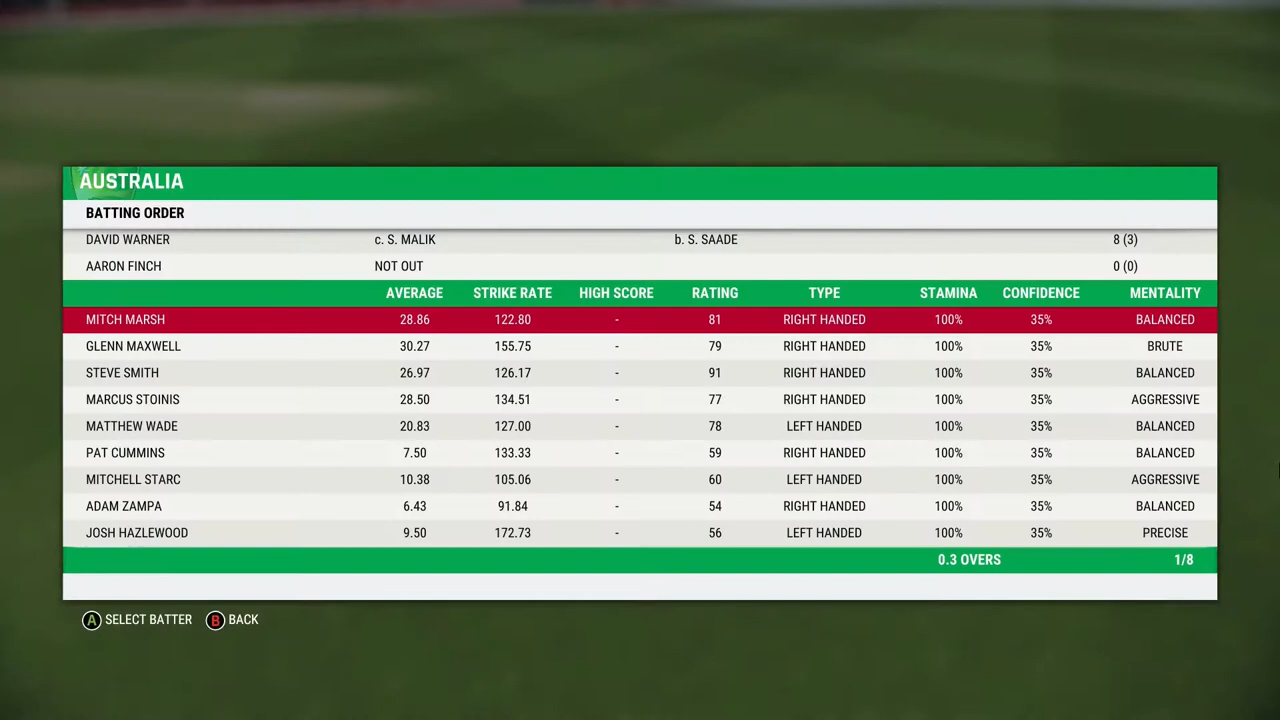 AUSTRALIA
BATTING ORDER
DAVID WARNER c. S. MALIK b. S. SAADE 8 (3)
AARON FINCH NOT OUT 0 (0)
AVERAGE STRIKE RATE HIGH SCORE RATING TYPE STAMINA CONFIDENCE MENTALITY
MITCH MARSH 28.86 122.80 - 81 RIGHT HANDED 100% 35% BALANCED
GLENN MAXWELL 30.27 155.75 - 79 RIGHT HANDED 100% 35% BRUTE
STEVE SMITH 26.97 126.17 - 91 RIGHT HANDED 100% 35% BALANCED
MARCUS STOINIS 28.50 134.51 - 77 RIGHT HANDED 100% 35% AGGRESSIVE
MATTHEW WADE 20.83 127.00 - 78 LEFT HANDED 100% 35% BALANCED
PAT CUMMINS 7.50 133.33 - 59 RIGHT HANDED 100% 35% BALANCED
MITCHELL STARC 10.38 105.06 - 60 LEFT HANDED 100% 35% AGGRESSIVE
ADAM ZAMPA 6.43 91.84 - 54 RIGHT HANDED 100% 35% BALANCED
JOSH HAZLEWOOD 9.50 172.73 - 56 LEFT HANDED 100% 35% PRECISE
0.3 OVERS 1/8
A SELECT BATTER B BACK